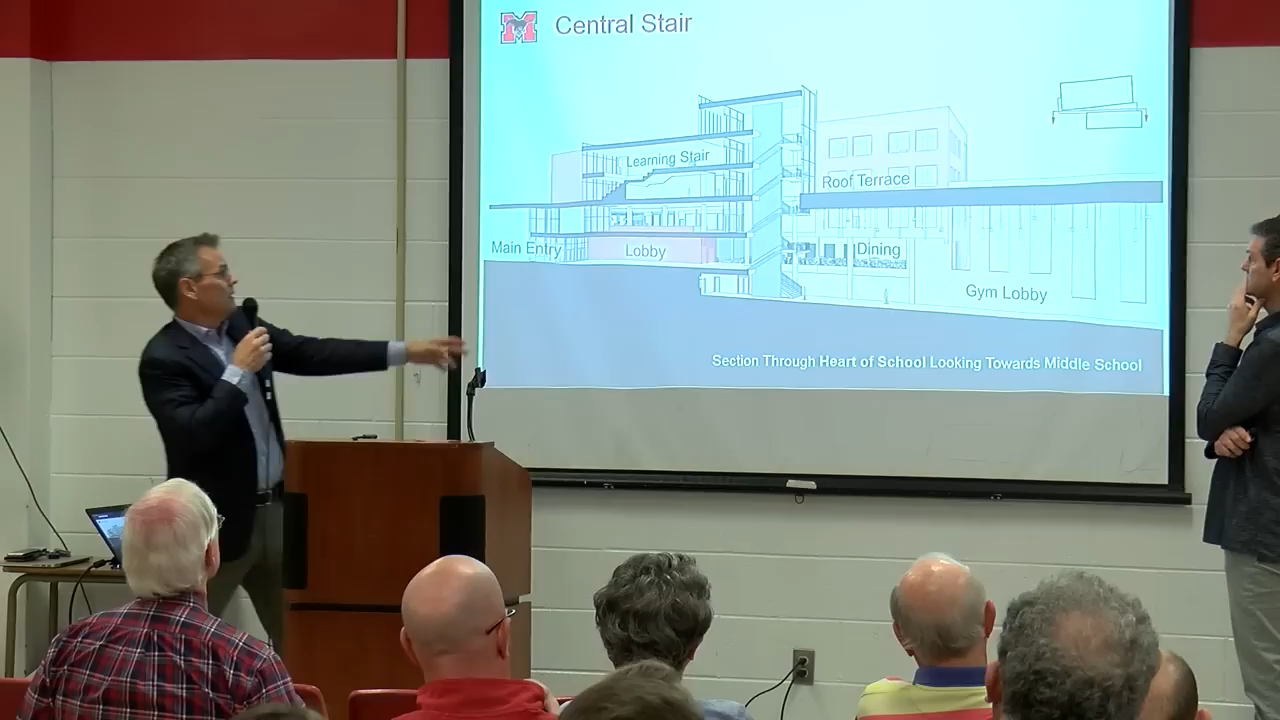 M
Central Stair
Learning Stair
Roof Terrace
Main Entry
Lobby
Dining
Gym Lobby
Section Through Heart of School Looking Towards Middle School